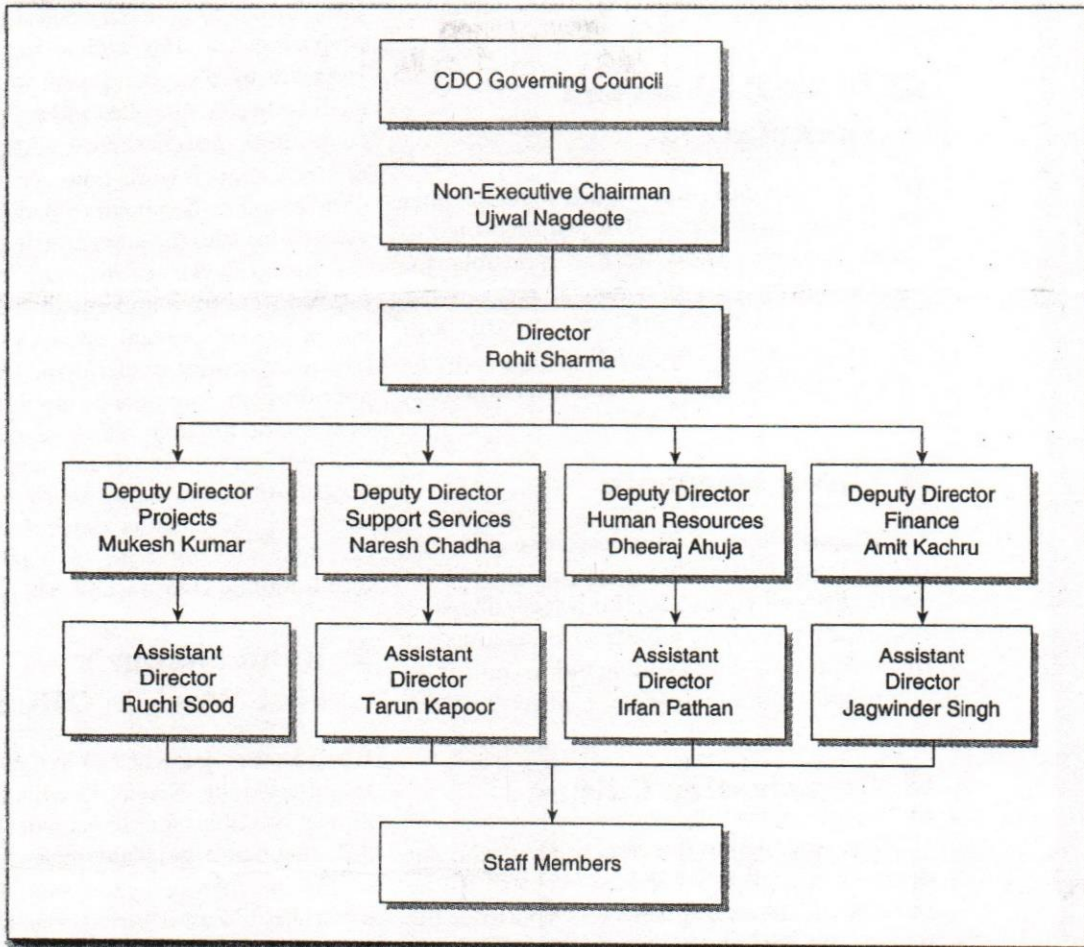 CDO Governing Council
Non-Executive Chairman
Ujwal Nagdeote
Director
Rohit Sharma
Deputy Director
Projects
Mukesh Kumar
Deputy Director
Support Services
Naresh Chadha
Deputy Director
Human Resources
Dheeraj Ahuja
Deputy Director
Finance
Amit Kachru
Assistant
Director
Ruchi Sood
Assistant
Director
Tarun Kapoor
Assistant
Director
Irfan Pathan
Assistant
Director
Jagwinder Singh
Staff Members